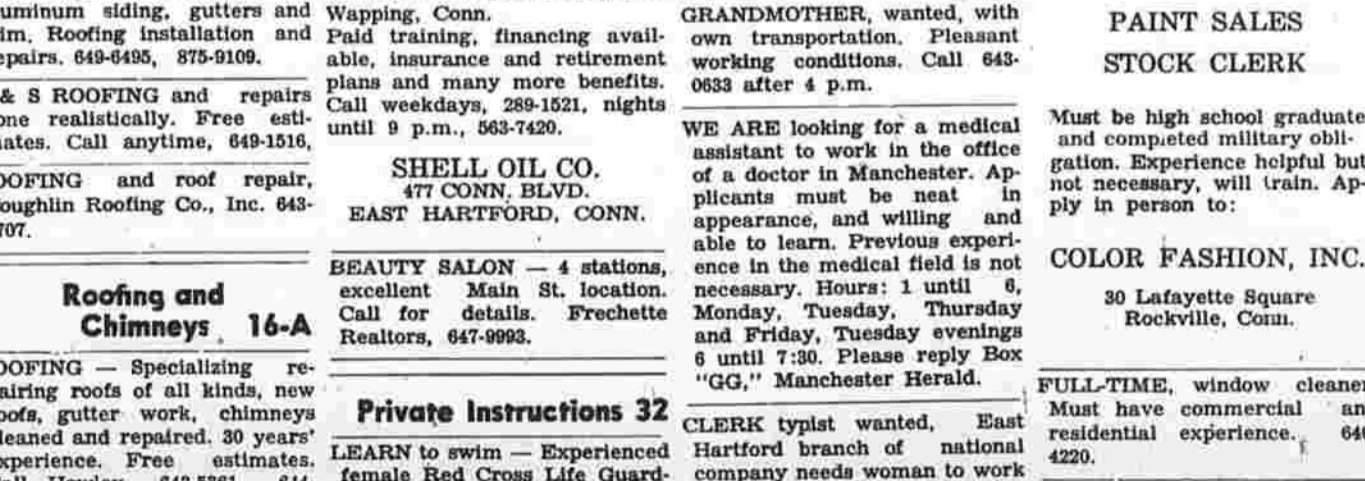 uminum siding, gutters and
im, Roofing installation and
epairs. 649-6495, 875-9109.
& S ROOFING and repairs
one realistically. Free esti-
ates. Call anytime, 649-1516,
OOFING and roof repair,
oughlin Roofing Co., Inc. 643-
707.
Roofing and
Chimneys 16-A
OOFING — Specializing re-
airing roofs of all kinds, new
oofs, gutter work, chimneys
leaned and repaired. 30 years'
xperience. Free estimates.
Howley,
Wapping, Conn.
Paid training, financing avail-
able, insurance and retirement
plans and many more benefits.
Call weekdays, 289-1521, nights
until 9 p.m., 563-7420.
SHELL OIL CO.
477 CONN. BLVD.
EAST HARTFORD, CONN.
BEAUTY SALON — 4 stations,
excellent Main St. location.
Call for details. Frechette
Realtors, 647-9993.
Private Instructions 32
LEARN to swim — Experienced
female Red Cross Life Guard-
GRANDMOTHER, wanted, with
own transportation. Pleasant
working conditions. Call 643-
0633 after 4 p.m.
WE ARE looking for a medical
assistant to work in the office
of a doctor in Manchester. Ap-
plicants must be neat in
appearance, and willing and
able to learn. Previous experi-
ence in the medical field is not
necessary. Hours: 1 until 6,
Monday, Tuesday, Thursday
and Friday, Tuesday evenings
6 until 7:30. Please reply Box
"GG," Manchester Herald.
CLERK typist wanted, East
Hartford branch of national
company needs woman to work
PAINT SALES
STOCK CLERK
Must be high school graduate
and completed military obli-
gation. Experience helpful but
not necessary, will train. Ap-
ply in person to:
COLOR FASHION, INC.
30 Lafayette Square
Rockville, Conn.
FULL-TIME, window cleaner
Must have commercial an
residential experience. 64
4220.